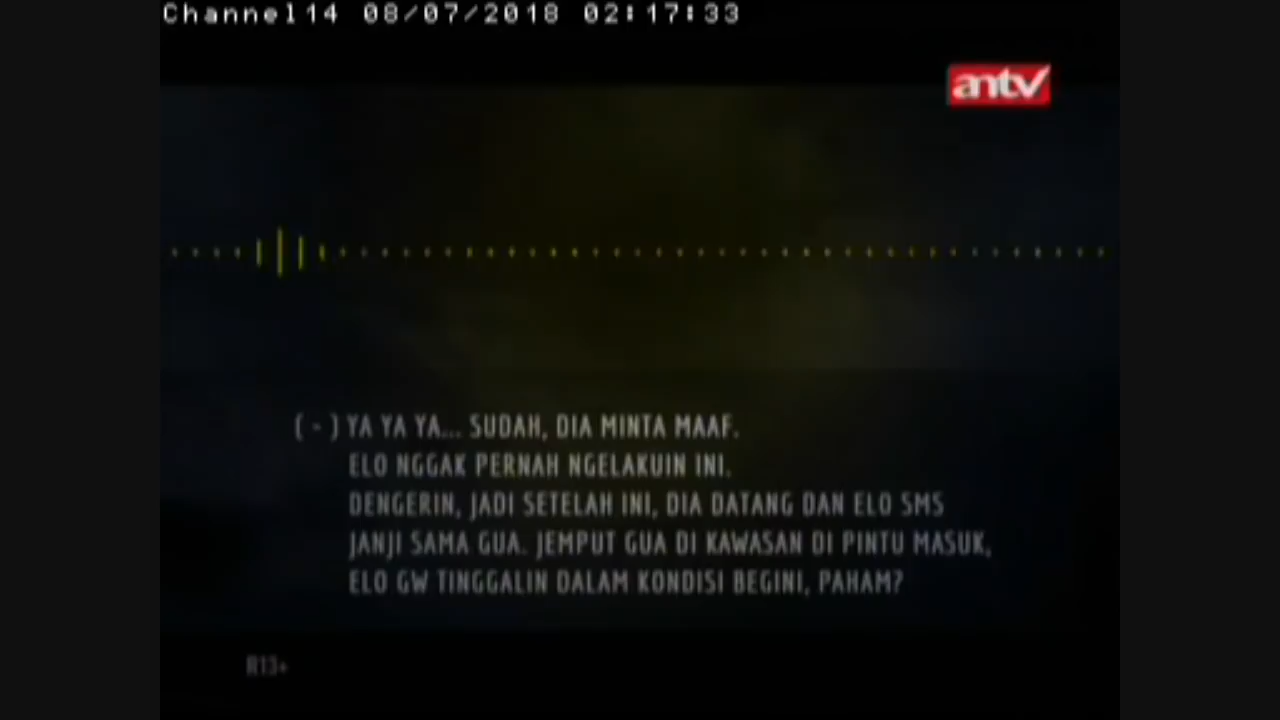 Channel14 08/07/2018 02:17:33
antv
( - ) YA YA YA... SUDAH, DIA MINTA MAAF.
ELO NGGAK PERNAH NGELAKUIN INI.
DENGERIN, JADI SETELAH INI, DIA DATANG DAN ELO SMS
JANJI SAMA GUA. JEMPUT GUA DI KAWASAN DI PINTU MASUK,
ELO GW TINGGALIN DALAM KONDISI BEGINI, PAHAM?
R13+